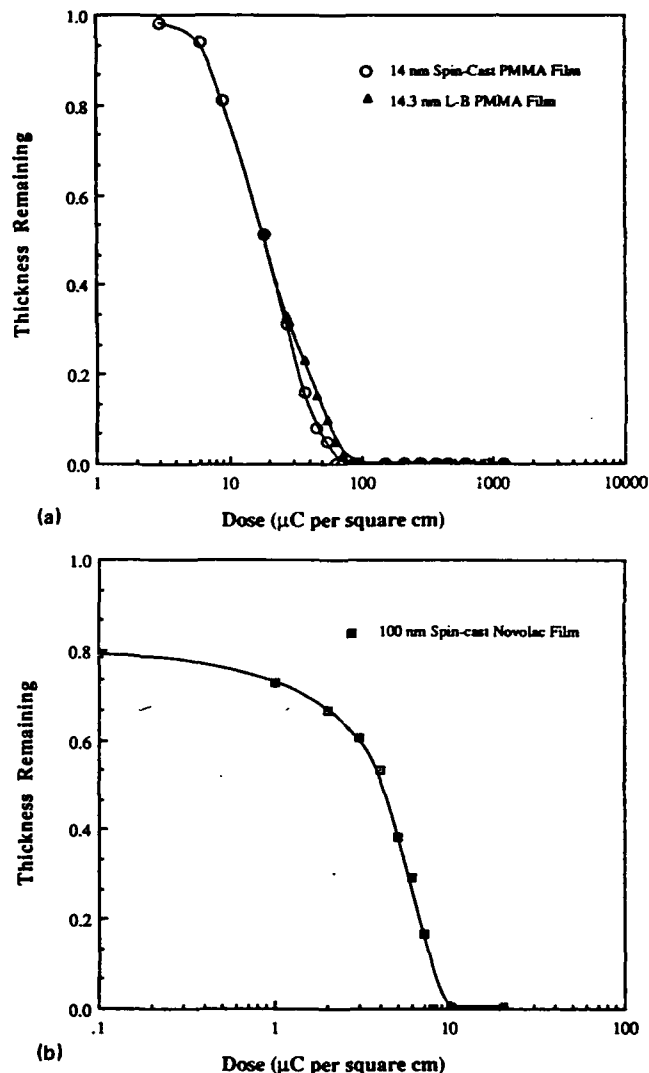 1.0
14 nm Spin-Cast PMMA Film
0.8
14.3 nm L-B PMMA Film
0.6
0.4
0.2
0.0
Thickness Remaining
1 10 100 1000 10000
(a)
Dose (μC per square cm)
1.0
100 nm Spin-cast Novolac Film
0.8
0.6
0.4
0.2
0.0
Thickness Remaining
.1 1 10 100
(b)
Dose (μC per square cm)